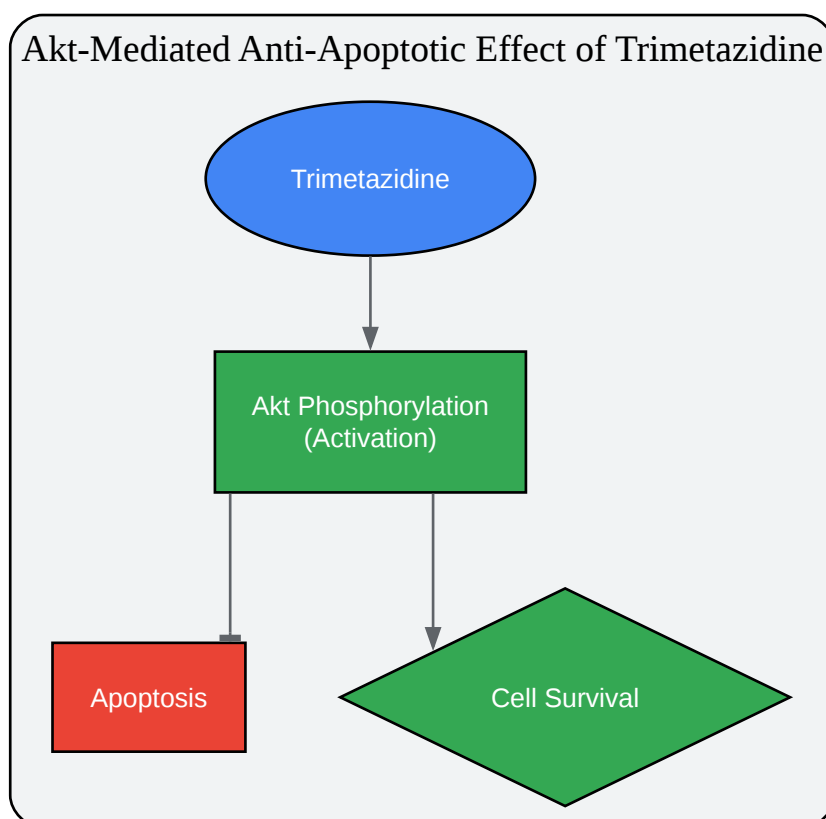 Akt-Mediated Anti-Apoptotic Effect of Trimetazidine
Trimetazidine
Akt Phosphorylation
(Activation)
Apoptosis
Cell Survival